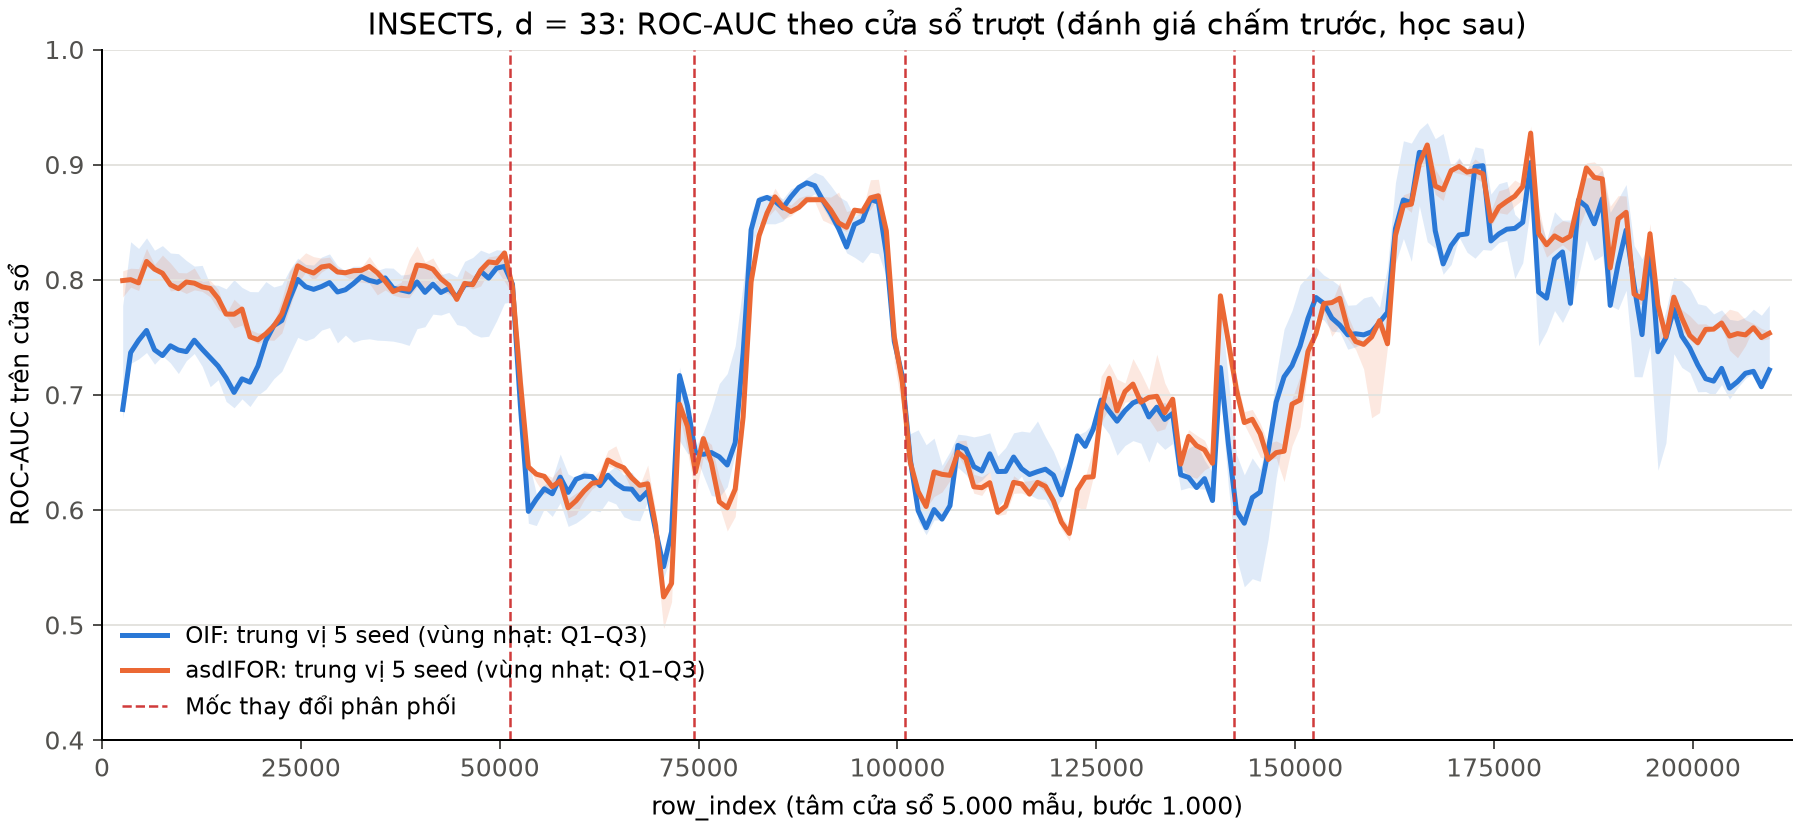 INSECTS, d = 33: ROC-AUC theo cửa sổ trượt (đánh giá chấm trước, học sau)
ROC-AUC trên cửa sổ
1.0
0.9
0.8
0.7
0.6
0.5
0.4
OIF: trung vị 5 seed (vùng nhạt: Q1–Q3)
asdIFOR: trung vị 5 seed (vùng nhạt: Q1–Q3)
Mốc thay đổi phân phối
0 25000 50000 75000 100000 125000 150000 175000 200000
row_index (tâm cửa sổ 5.000 mẫu, bước 1.000)